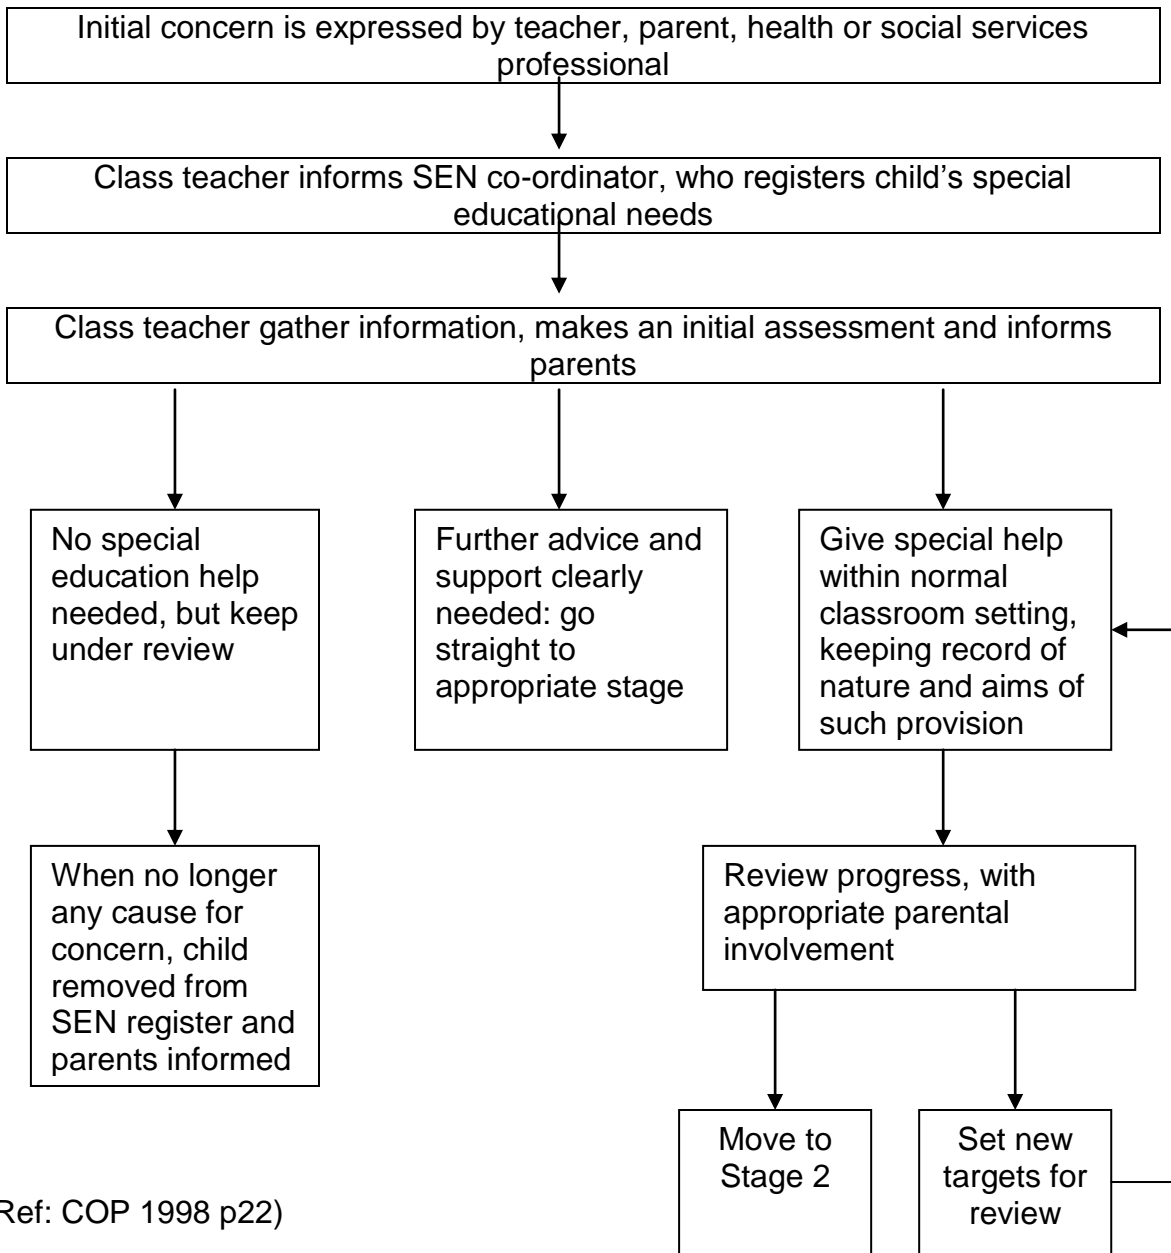 Initial concern is expressed by teacher, parent, health or social services
professional
Class teacher informs SEN co-ordinator, who registers child's special
educational needs
Class teacher gather information, makes an initial assessment and informs
parents
No special
education help
needed, but keep
under review
Further advice and
support clearly
needed: go
straight to
appropriate stage
Give special help
within normal
classroom setting,
keeping record of
nature and aims of
such provision
When no longer
any cause for
concern, child
removed from
SEN register and
parents informed
Review progress, with
appropriate parental
involvement
Move to
Stage 2
Set new
targets for
review
Ref: COP 1998 p22)